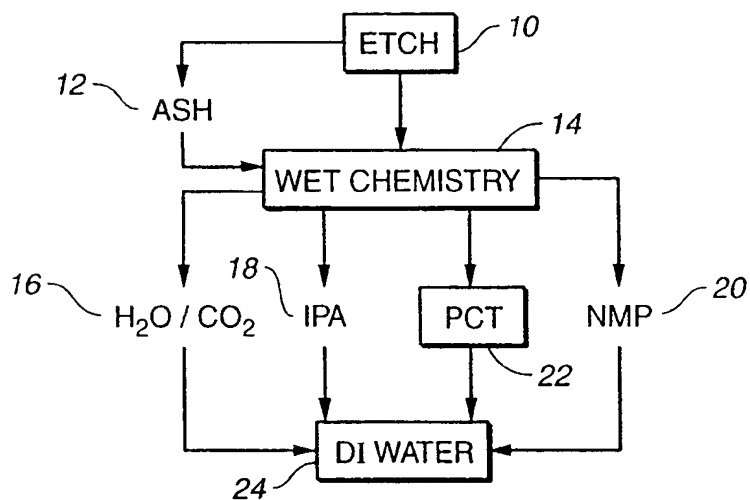 ETCH
10
12
ASH
14
WET CHEMISTRY
16
H₂O / CO₂
18
IPA
PCT
22
NMP
20
DI WATER
24